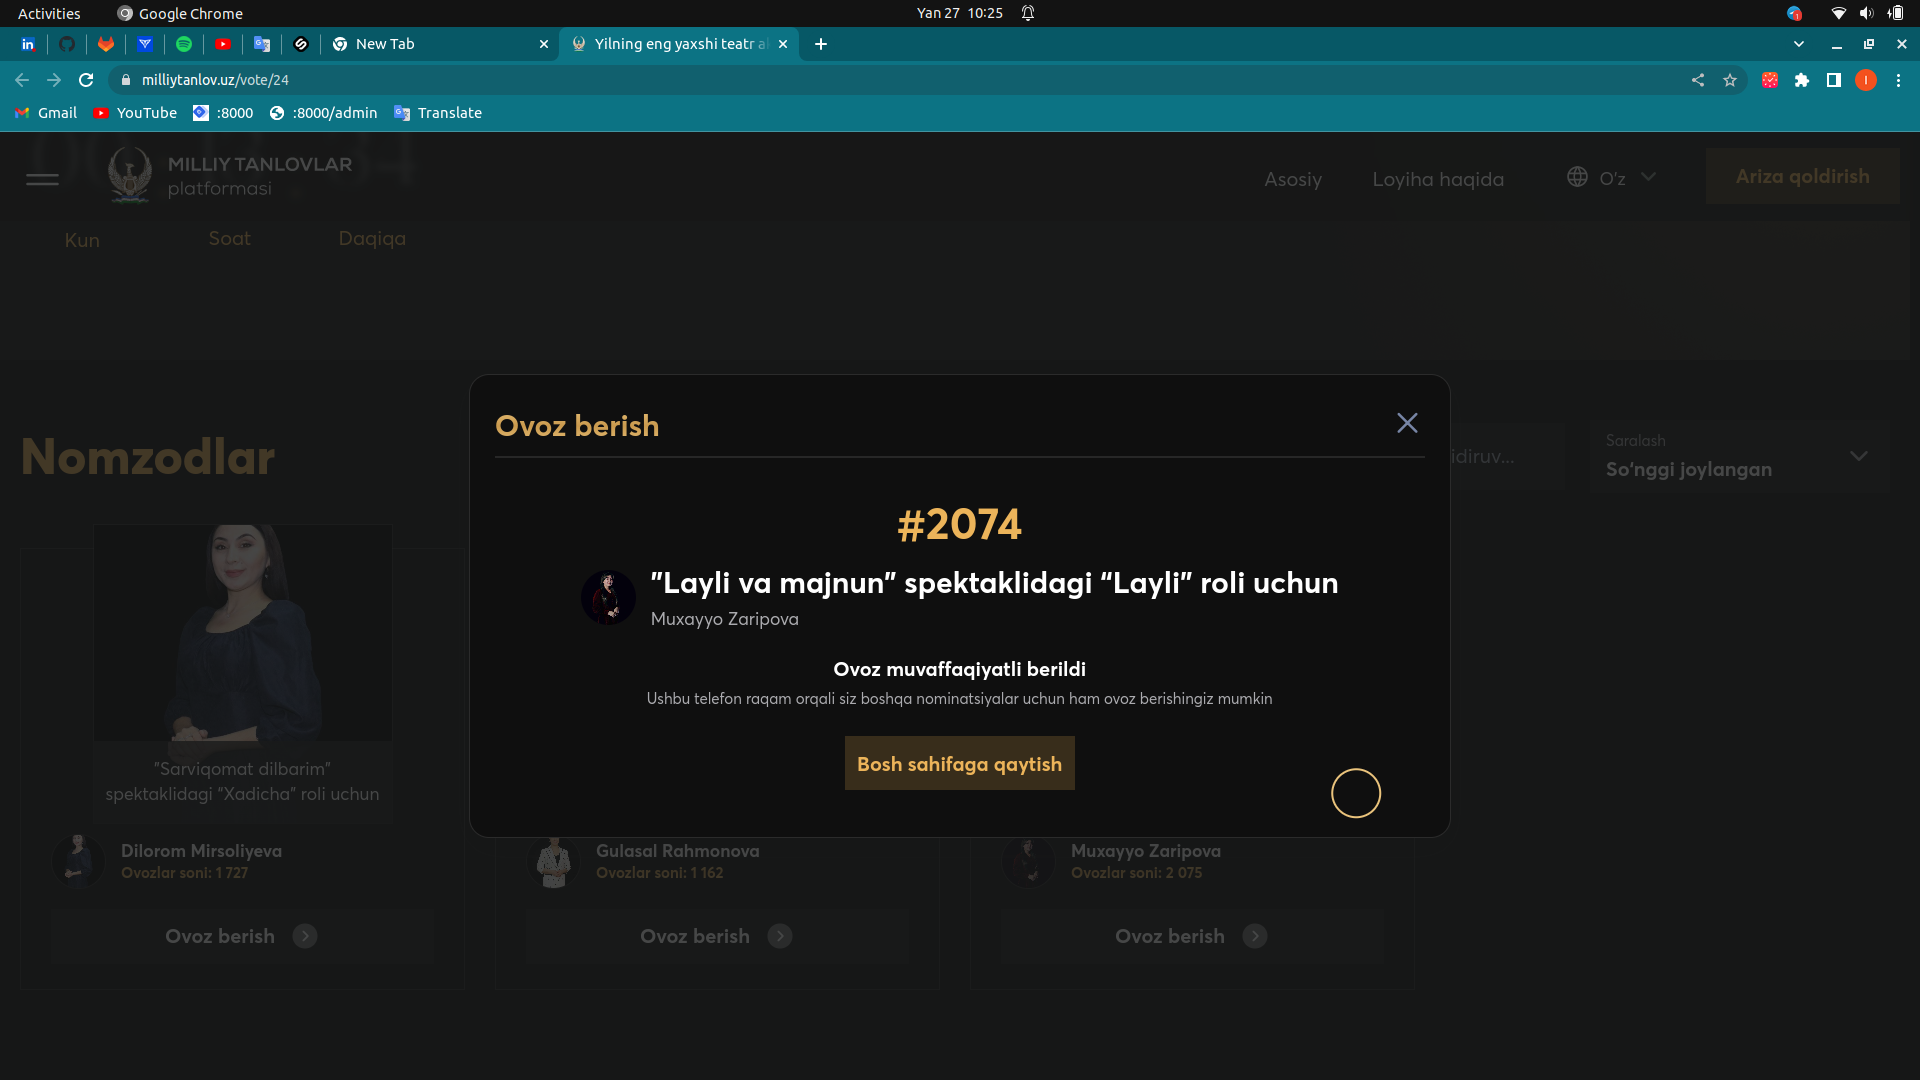 Activities
Google Chrome
Yan 27 10:25
New Tab
Yilning eng yaxshi teatr a
milliytanlov.uz/vote/24
Gmail
YouTube
:8000
:8000/admin
Translate
MILLIY TANLOVLAR
platformasi
Asosiy
Loyiha haqida
O'z
Ariza qoldirish
Kun
Soat
Daqiqa
Nomzodlar
idiruv...
Saralash
So'nggi joylangan
Ovoz berish
#2074
"Layli va majnun" spektaklidagi “Layli” roli uchun
Muxayyo Zaripova
Ovoz muvaffaqiyatli berildi
Ushbu telefon raqam orqali siz boshqa nominatsiyalar uchun ham ovoz berishingiz mumkin
Bosh sahifaga qaytish
"Sarviqomat dilbarim"
spektaklidagi "Xadicha" roli uchun
Dilorom Mirsoliyeva
Ovozlar soni: 1 727
Ovoz berish
Gulasal Rahmonova
Ovozlar soni: 1 162
Ovoz berish
Muxayyo Zaripova
Ovozlar soni: 2 075
Ovoz berish